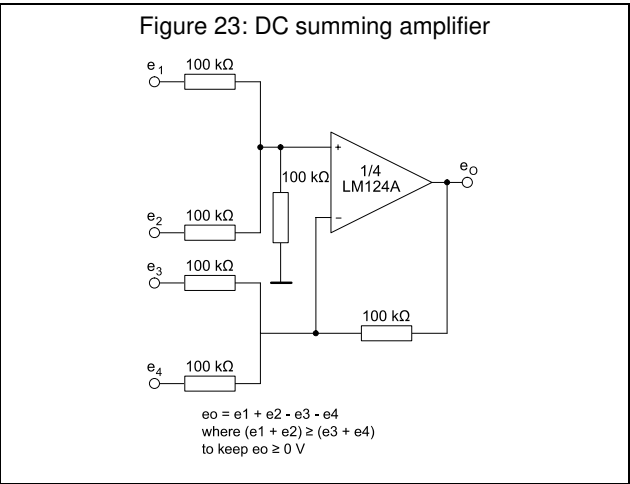 Figure 23: DC summing amplifier
e1 100 kΩ
+
100 kΩ
1/4
LM124A
eO
e2 100 kΩ
−
e3 100 kΩ
100 kΩ
e4 100 kΩ
eo = e1 + e2 - e3 - e4
where (e1 + e2) ≥ (e3 + e4)
to keep eo ≥ 0 V